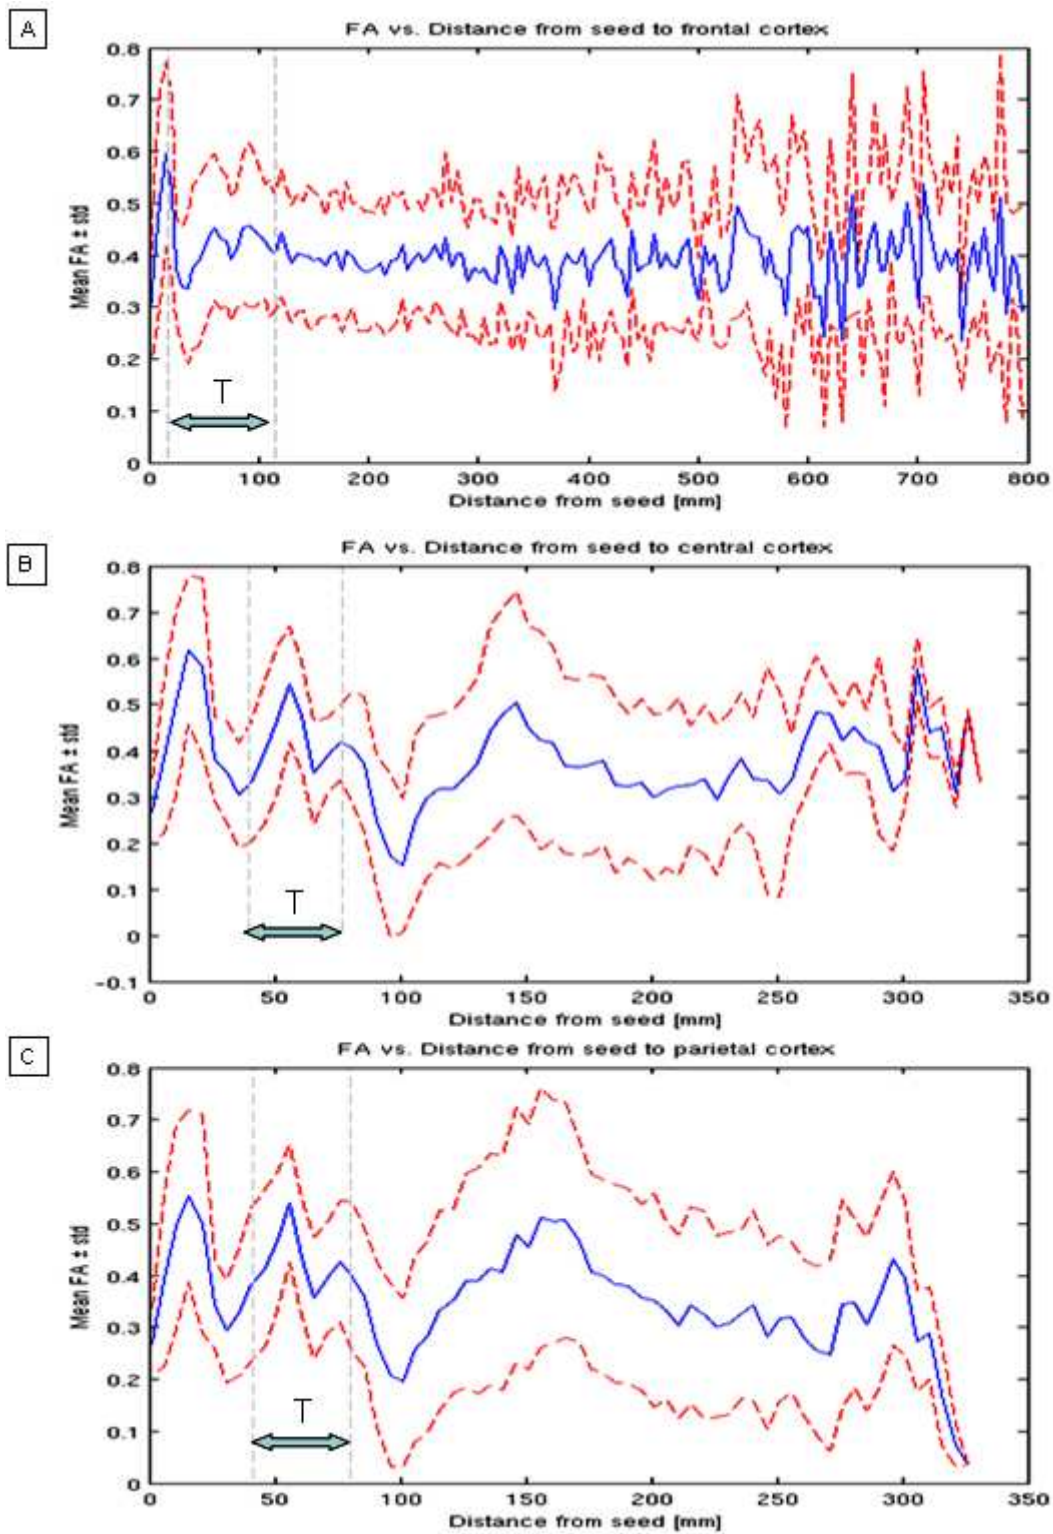 A
FA vs. Distance from seed to frontal cortex
0.8
0.7
0.6
0.5
0.4
0.3
0.2
0.1
0
Mean FA ± std
T
0 100 200 300 400 500 600 700 800
Distance from seed [mm]
B
FA vs. Distance from seed to central cortex
0.8
0.7
0.6
0.5
0.4
0.3
0.2
0.1
0
-0.1
Mean FA ± std
T
0 50 100 150 200 250 300 350
Distance from seed [mm]
C
FA vs. Distance from seed to parietal cortex
0.8
0.7
0.6
0.5
0.4
0.3
0.2
0.1
0
Mean FA ± std
T
0 50 100 150 200 250 300 350
Distance from seed [mm]